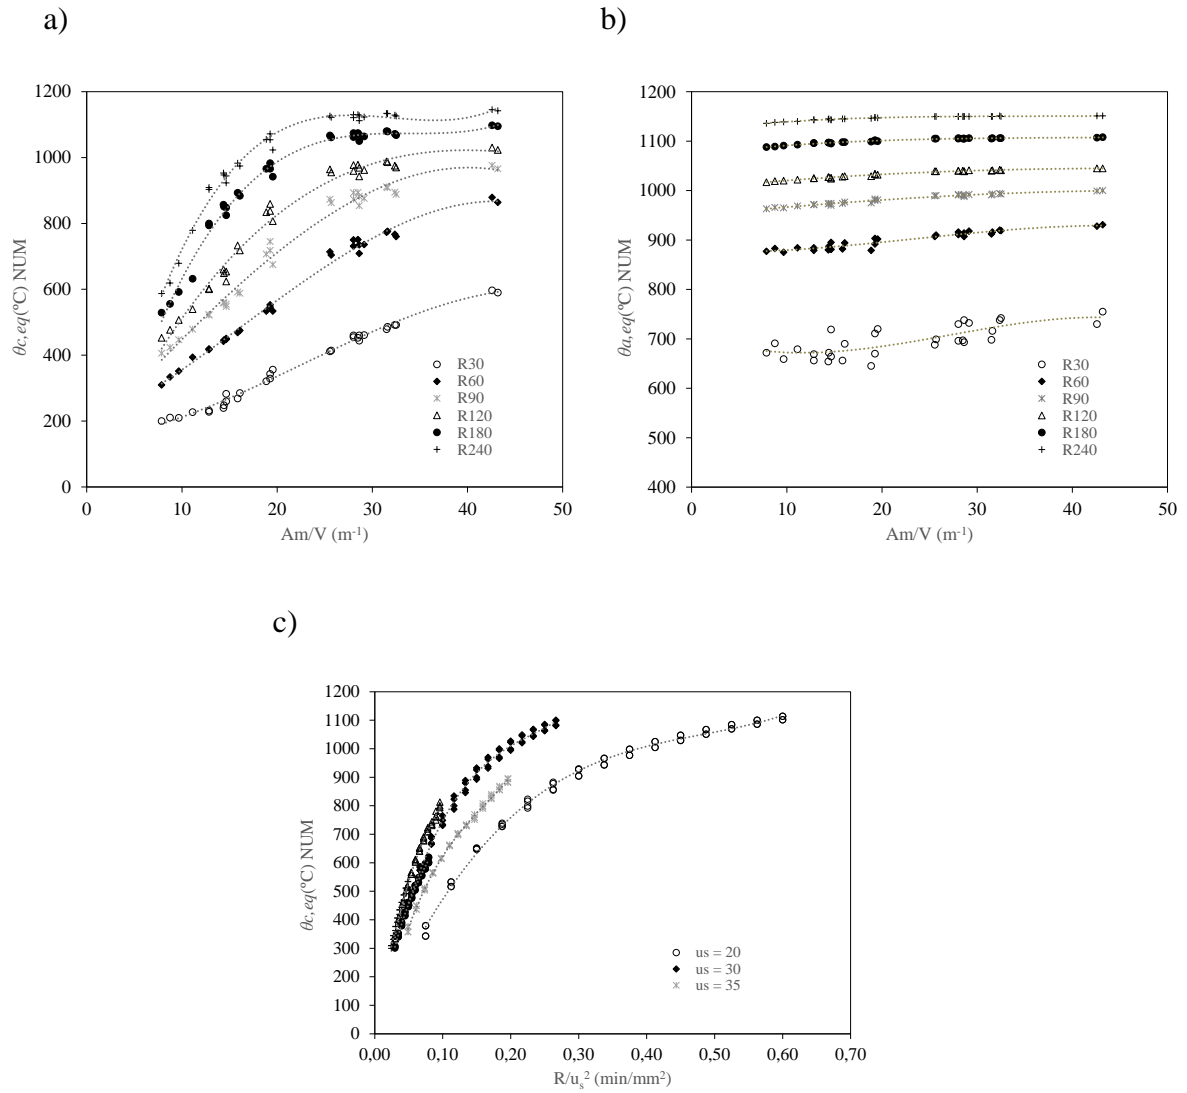 a)
b)
1200
1000
800
600
400
200
0
0
10
20
30
40
50
θc,eq(ºC) NUM
Am/V (m⁻¹)
R30
R60
R90
R120
R180
R240
1200
1100
1000
900
800
700
600
500
400
0
10
20
30
40
50
θa,eq(ºC) NUM
Am/V (m⁻¹)
R30
R60
R90
R120
R180
R240
c)
1200
1100
1000
900
800
700
600
500
400
300
200
100
0
0,00
0,10
0,20
0,30
0,40
0,50
0,60
0,70
θc,eq(ºC) NUM
R/uₛ² (min/mm²)
us = 20
us = 30
us = 35